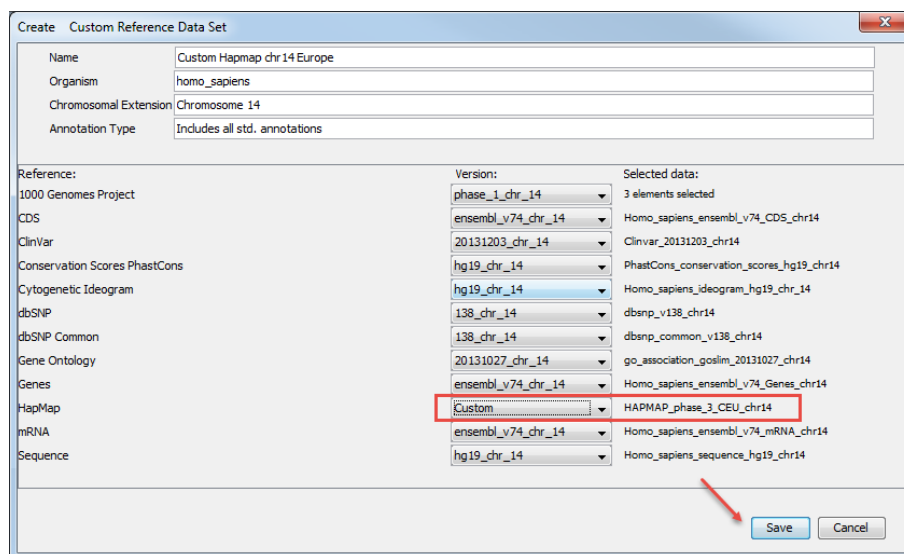 Create Custom Reference Data Set
Name Custom Hapmap chr14 Europe
Organism homo_sapiens
Chromosomal Extension Chromosome 14
Annotation Type Includes all std. annotations
Reference: Version: Selected data:
1000 Genomes Project phase_1_chr_14 3 elements selected
CDS ensembl_v74_chr_14 Homo_sapiens_ensembl_v74_CDS_chr14
ClinVar 20131203_chr_14 Clinvar_20131203_chr14
Conservation Scores PhastCons hg19_chr_14 PhastCons_conservation_scores_hg19_chr14
Cytogenetic Ideogram hg19_chr_14 Homo_sapiens_ideogram_hg19_chr_14
dbSNP 138_chr_14 dbsnp_v138_chr14
dbSNP Common 138_chr_14 dbsnp_common_v138_chr14
Gene Ontology 20131027_chr_14 go_association_goslim_20131027_chr14
Genes ensembl_v74_chr_14 Homo_sapiens_ensembl_v74_Genes_chr14
HapMap Custom HAPMAP_phase_3_CEU_chr14
mRNA ensembl_v74_chr_14 Homo_sapiens_ensembl_v74_mRNA_chr14
Sequence hg19_chr_14 Homo_sapiens_sequence_hg19_chr14
Save Cancel